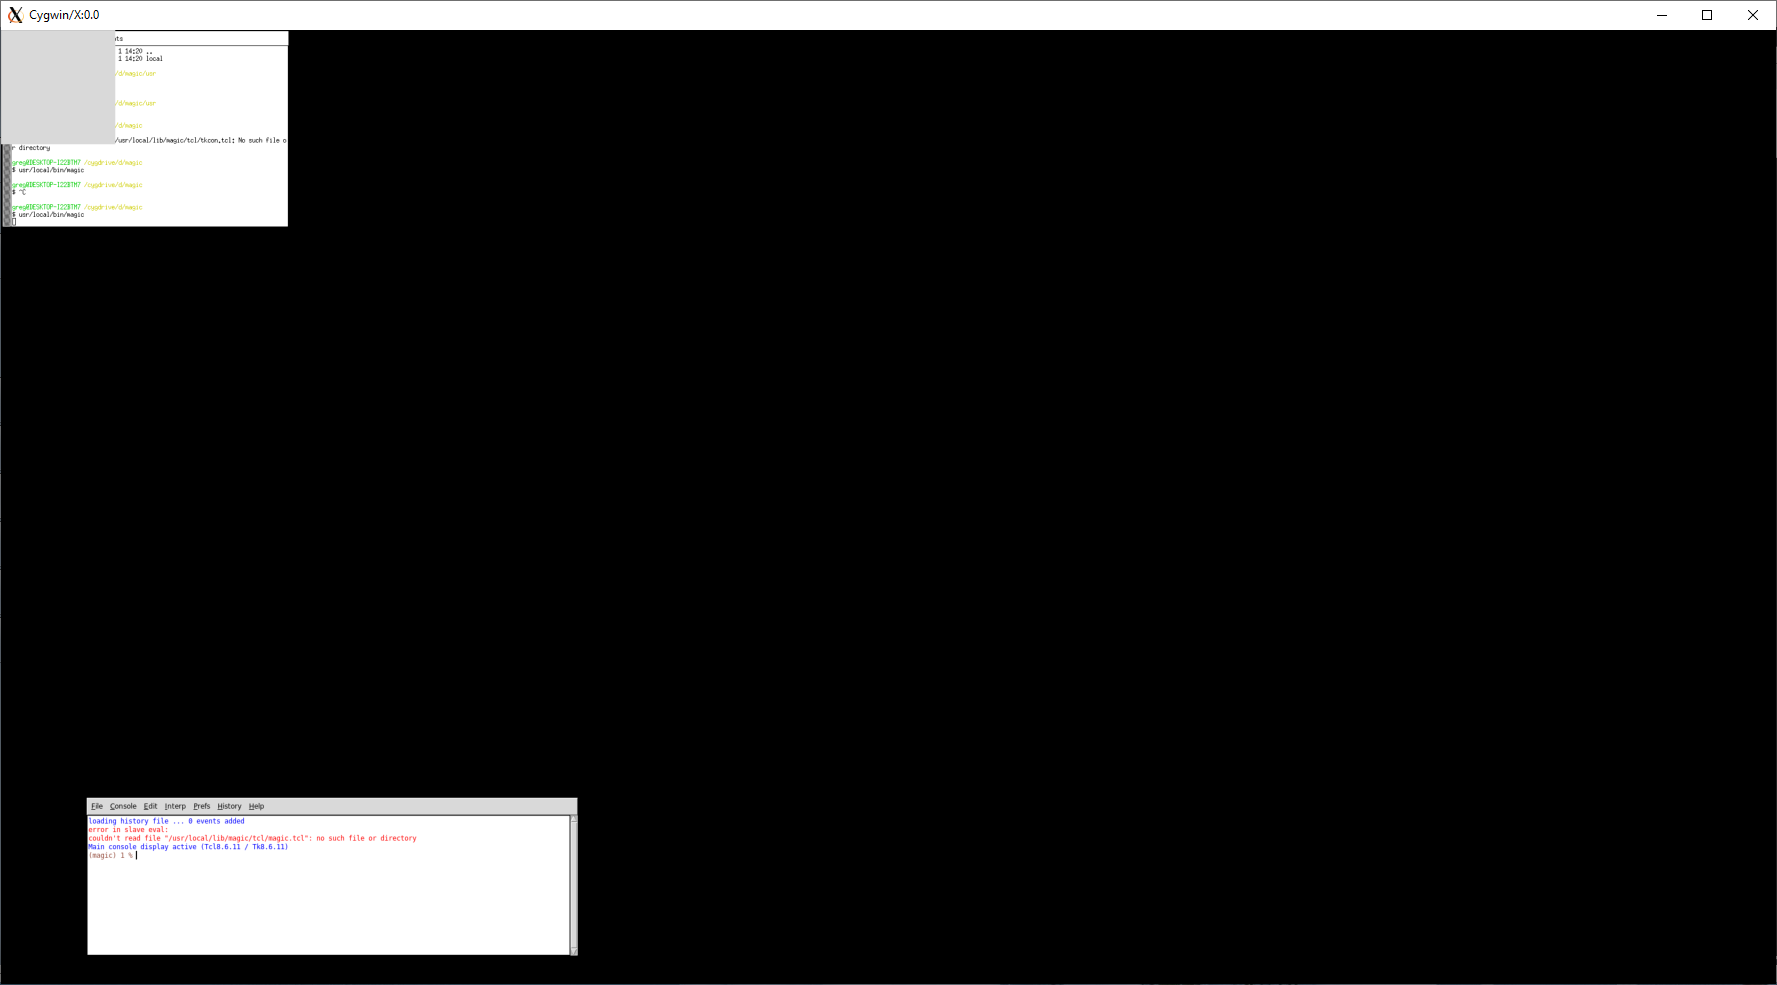 Cygwin/X:0.0
nts
1 14:20 ..
1 14:20 local
/d/magic/usr
/d/magic/usr
/d/magic
/usr/local/lib/magic/tcl/tkcon.tcl: No such file o
r directory
greg@DESKTOP-I22BTM7 /cygdrive/d/magic
$ usr/local/bin/magic
greg@DESKTOP-I22BTM7 /cygdrive/d/magic
$ ^C
greg@DESKTOP-I22BTM7 /cygdrive/d/magic
$ usr/local/bin/magic
File Console Edit Interp Prefs History Help
loading history file ... 0 events added
error in slave eval:
couldn't read file "/usr/local/lib/magic/tcl/magic.tcl": no such file or directory
Main console display active (Tcl8.6.11 / Tk8.6.11)
(magic) 1 %